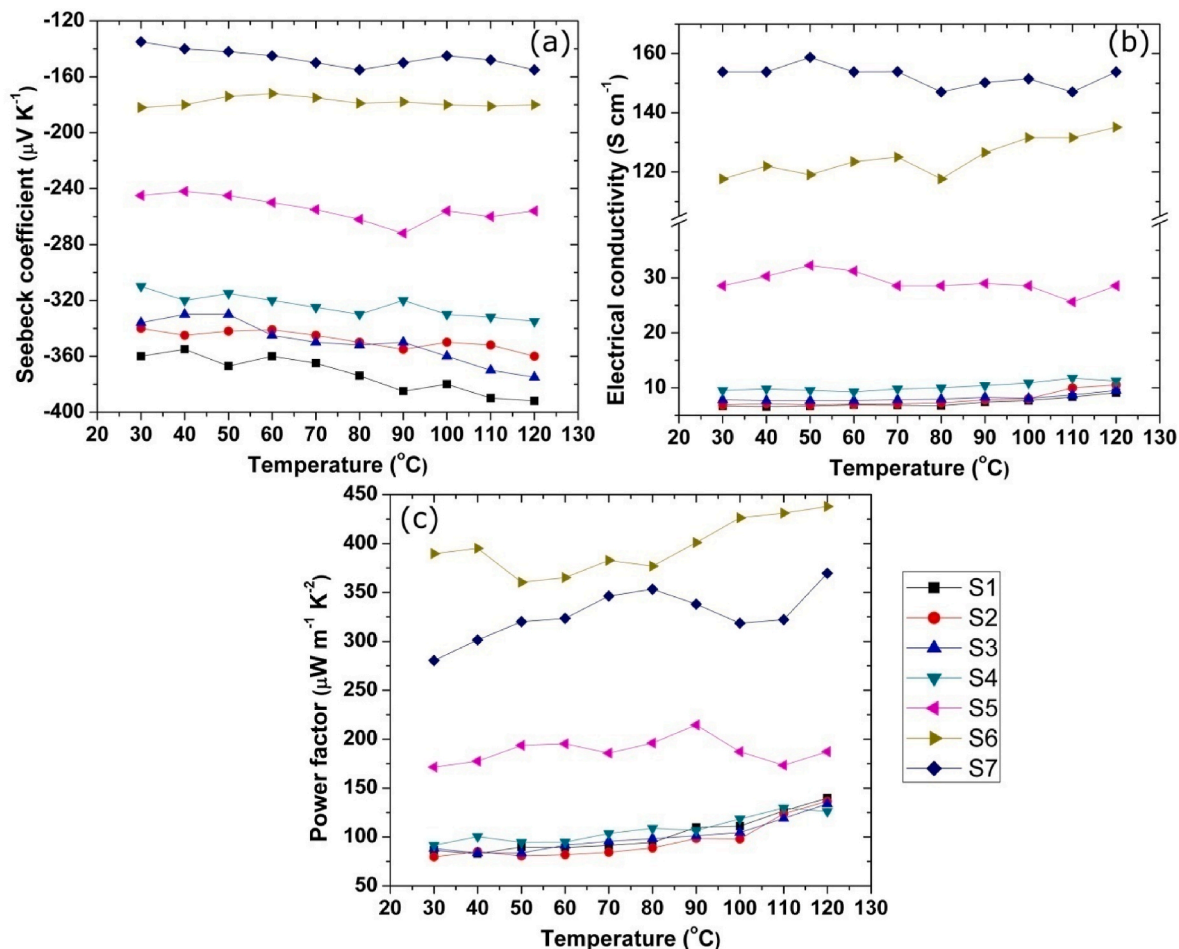 (a)
Seebeck coefficient (μV K⁻¹)
-120
-160
-200
-240
-280
-320
-360
-400
20 30 40 50 60 70 80 90 100 110 120 130
Temperature (°C)
(b)
Electrical conductivity (S cm⁻¹)
160
140
120
30
20
10
20 30 40 50 60 70 80 90 100 110 120 130
Temperature (°C)
(c)
Power factor (μW m⁻¹ K⁻²)
450
400
350
300
250
200
150
100
50
20 30 40 50 60 70 80 90 100 110 120 130
Temperature (°C)
S1
S2
S3
S4
S5
S6
S7